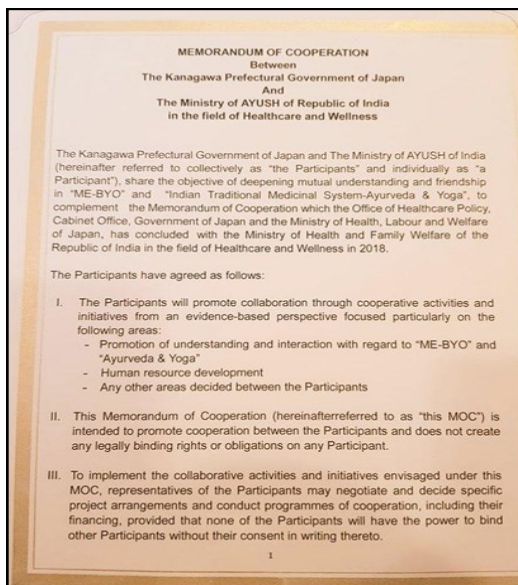 MEMORANDUM OF COOPERATION
Between
The Kanagawa Prefectural Government of Japan
And
The Ministry of AYUSH of Republic of India
in the field of Healthcare and Wellness
The Kanagawa Prefectural Government of Japan and The Ministry of AYUSH of India
(hereinafter referred to collectively as "the Participants" and individually as "a
Participant"), share the objective of deepening mutual understanding and friendship
in "ME-BYO" and "Indian Traditional Medicinal System-Ayurveda & Yoga", to
complement the Memorandum of Cooperation which the Office of Healthcare Policy,
Cabinet Office, Government of Japan and the Ministry of Health, Labour and Welfare
of Japan, has concluded with the Ministry of Health and Family Welfare of the
Republic of India in the field of Healthcare and Wellness in 2018.
The Participants have agreed as follows:
I. The Participants will promote collaboration through cooperative activities and
initiatives from an evidence-based perspective focused particularly on the
following areas:
- Promotion of understanding and interaction with regard to "ME-BYO" and
"Ayurveda & Yoga"
- Human resource development
- Any other areas decided between the Participants
II. This Memorandum of Cooperation (hereinafterreferred to as "this MOC") is
intended to promote cooperation between the Participants and does not create
any legally binding rights or obligations on any Participant.
III. To implement the collaborative activities and initiatives envisaged under this
MOC, representatives of the Participants may negotiate and decide specific
project arrangements and conduct programmes of cooperation, including their
financing, provided that none of the Participants will have the power to bind
other Participants without their consent in writing thereto.
1